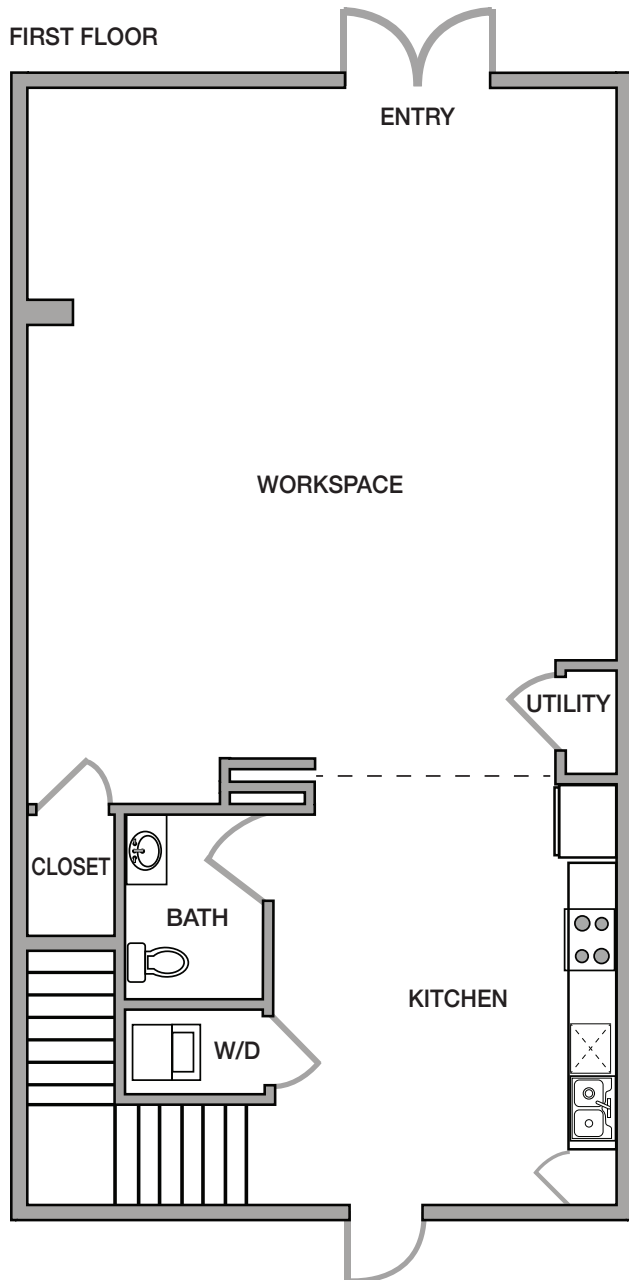 FIRST FLOOR
ENTRY
WORKSPACE
UTILITY
CLOSET
BATH
KITCHEN
W/D